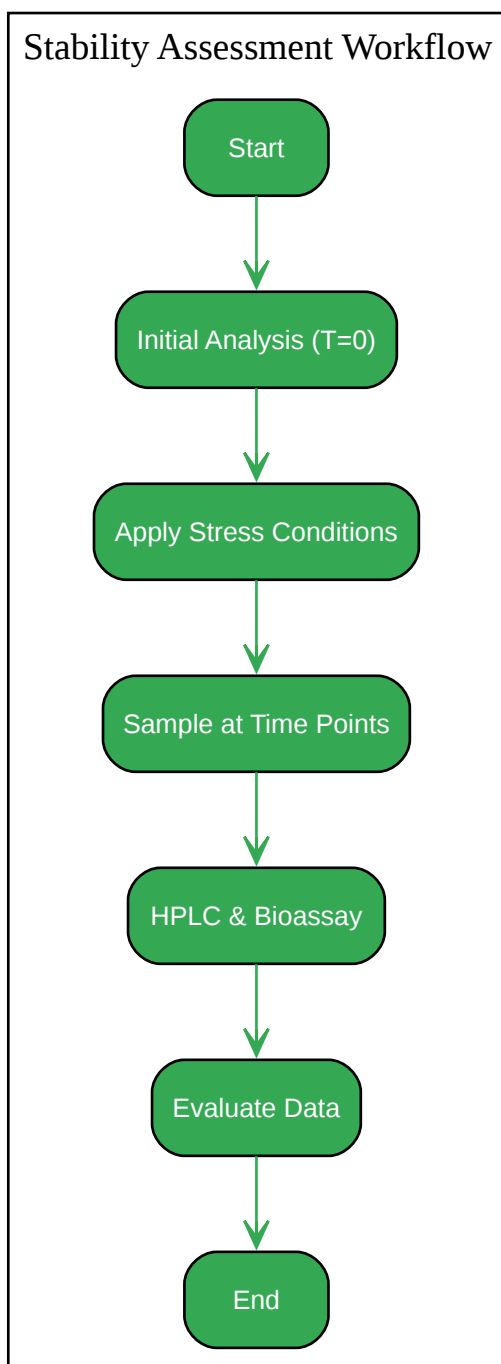 Stability Assessment Workflow
Start
Initial Analysis (T=0)
Apply Stress Conditions
Sample at Time Points
HPLC & Bioassay
Evaluate Data
End